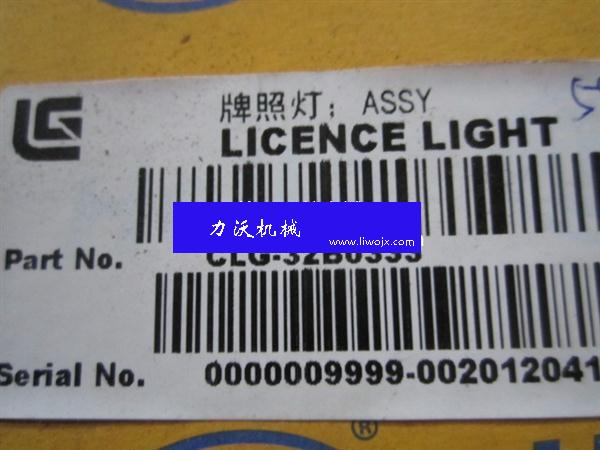 牌照灯; ASSY
LICENCE LIGHT
力沃机械
www.liwojx.com
Part No.
Serial No. 0000009999-002012041
®